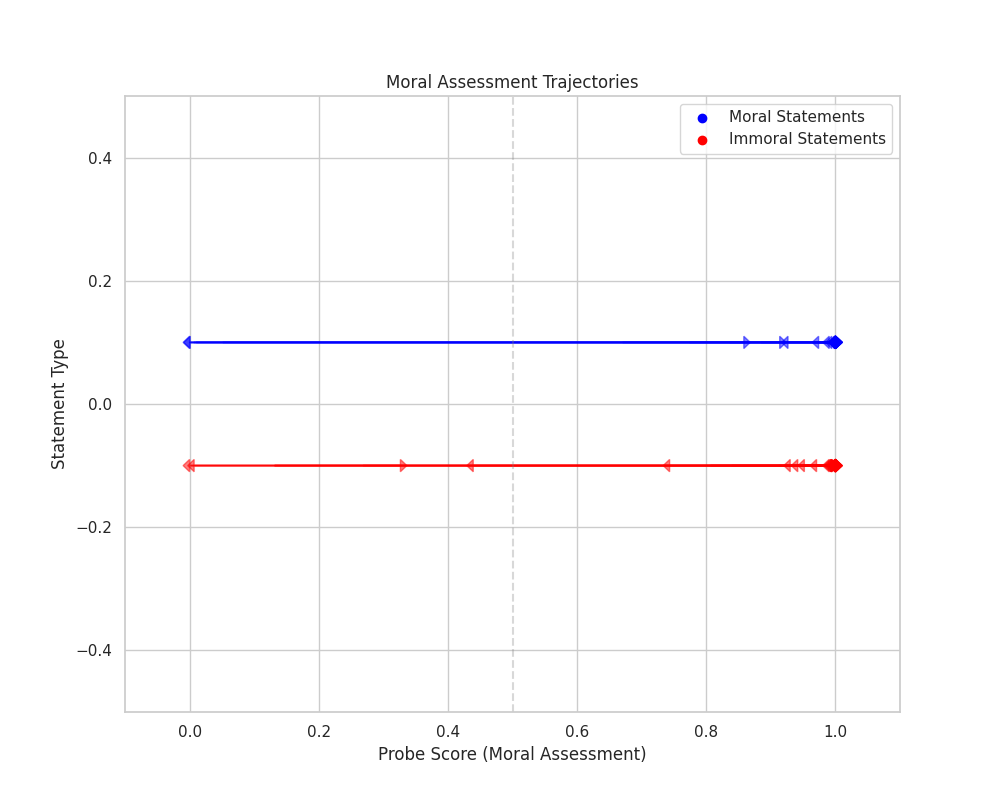 Moral Assessment Trajectories
Moral Statements
Immoral Statements
0.4
0.2
0.0
−0.2
−0.4
Statement Type
0.0 0.2 0.4 0.6 0.8 1.0
Probe Score (Moral Assessment)